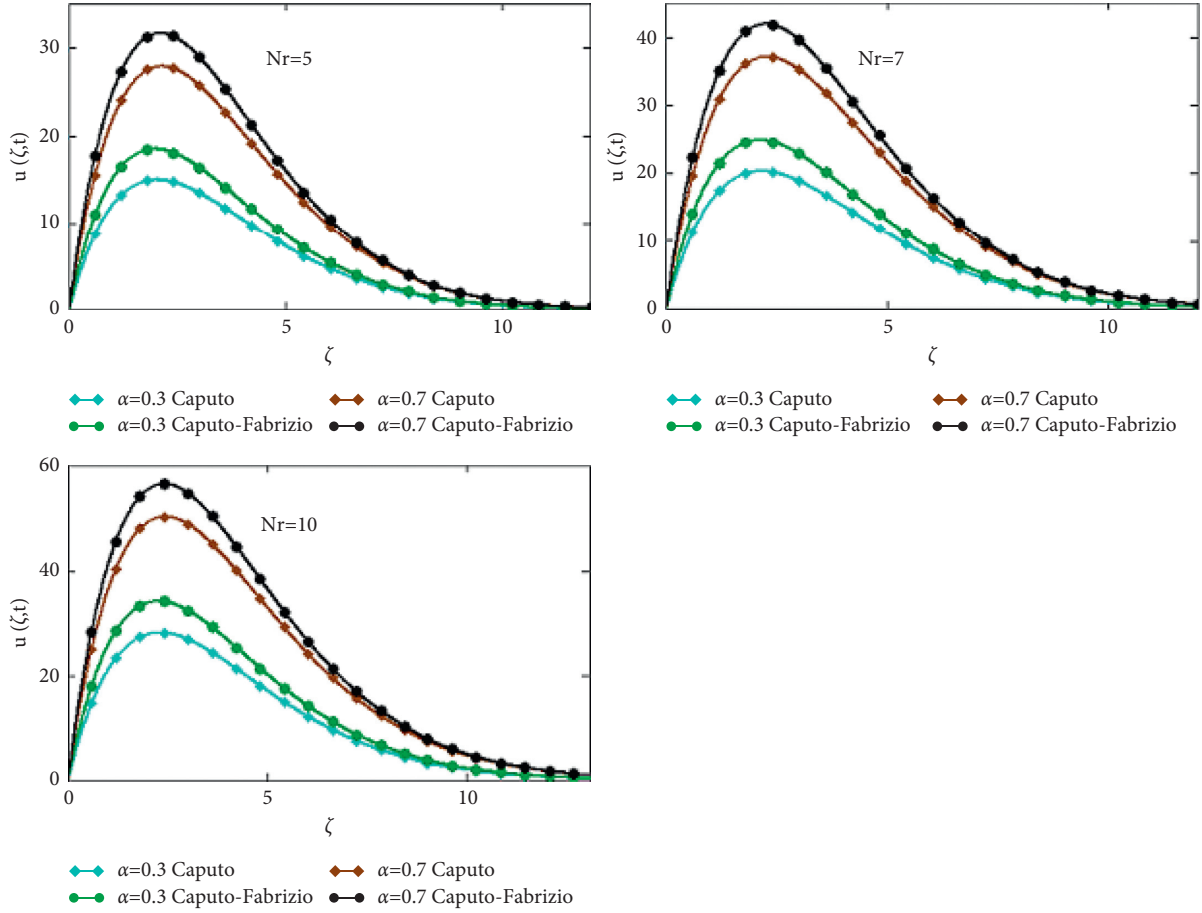 30
20
10
0
u (ζ,t)
Nr=5
0 5 10
ζ
α=0.3 Caputo α=0.7 Caputo
α=0.3 Caputo-Fabrizio α=0.7 Caputo-Fabrizio
40
30
20
10
0
u (ζ,t)
Nr=7
0 5 10
ζ
α=0.3 Caputo α=0.7 Caputo
α=0.3 Caputo-Fabrizio α=0.7 Caputo-Fabrizio
60
40
20
0
u (ζ,t)
Nr=10
0 5 10
ζ
α=0.3 Caputo α=0.7 Caputo
α=0.3 Caputo-Fabrizio α=0.7 Caputo-Fabrizio